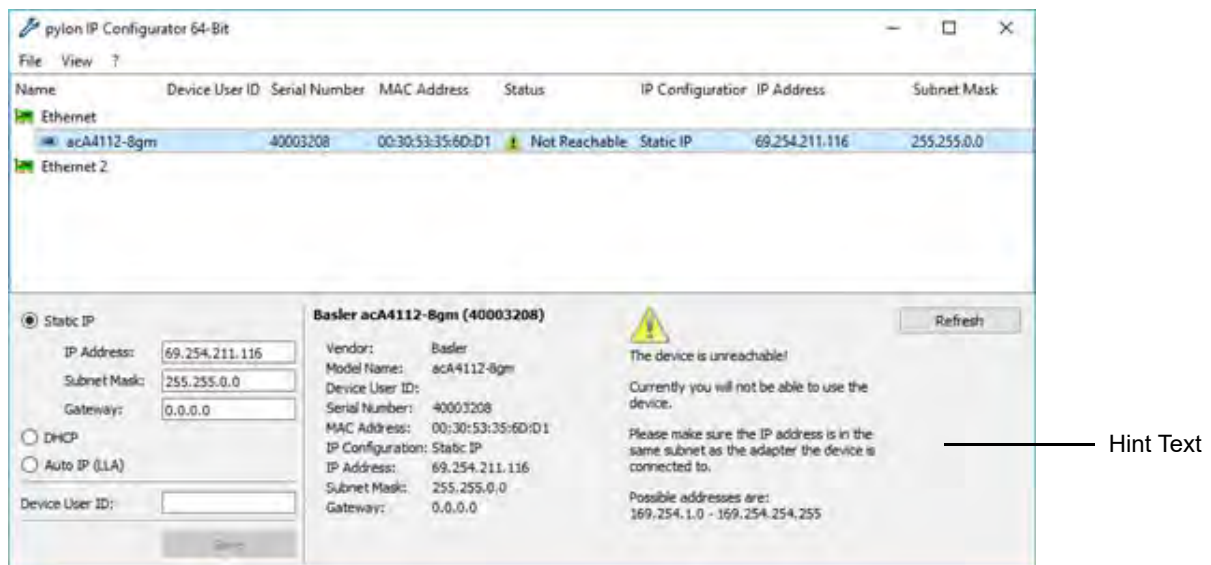 pylon IP Configurator 64-Bit
File View ?
Name Device User ID Serial Number MAC Address Status IP Configuration IP Address Subnet Mask
Ethernet
acA4112-8gm 40003208 00:30:53:35:6D:D1 Not Reachable Static IP 69.254.211.116 255.255.0.0
Ethernet 2
Static IP
IP Address: 69.254.211.116
Subnet Mask: 255.255.0.0
Gateway: 0.0.0.0
DHCP
Auto IP (LLA)
Device User ID:
Save
Basler acA4112-8gm (40003208)
Vendor: Basler
Model Name: acA4112-8gm
Device User ID:
Serial Number: 40003208
MAC Address: 00:30:53:35:6D:D1
IP Configuration: Static IP
IP Address: 69.254.211.116
Subnet Mask: 255.255.0.0
Gateway: 0.0.0.0
The device is unreachable!
Currently you will not be able to use the
device.
Please make sure the IP address is in the
same subnet as the adapter the device is
connected to.
Possible addresses are:
169.254.1.0 - 169.254.254.255
Refresh
Hint Text